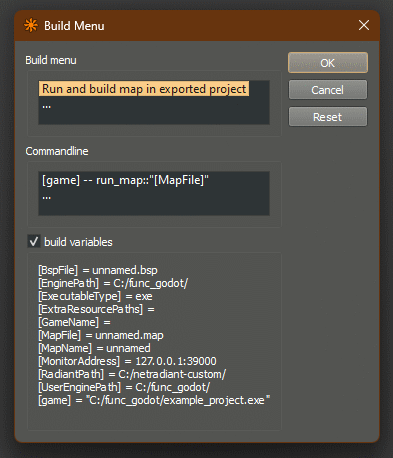 Build Menu
OK
Build menu
Run and build map in exported project
...
Cancel
Reset
Commandline
[game] -- run_map::"[MapFile]"
...
build variables
[BspFile] = unnamed.bsp
[EnginePath] = C:/func_godot/
[ExecutableType] = exe
[ExtraResourcePaths] =
[GameName] =
[MapFile] = unnamed.map
[MapName] = unnamed
[MonitorAddress] = 127.0.0.1:39000
[RadiantPath] = C:/netradiant-custom/
[UserEnginePath] = C:/func_godot/
[game] = "C:/func_godot/example_project.exe"